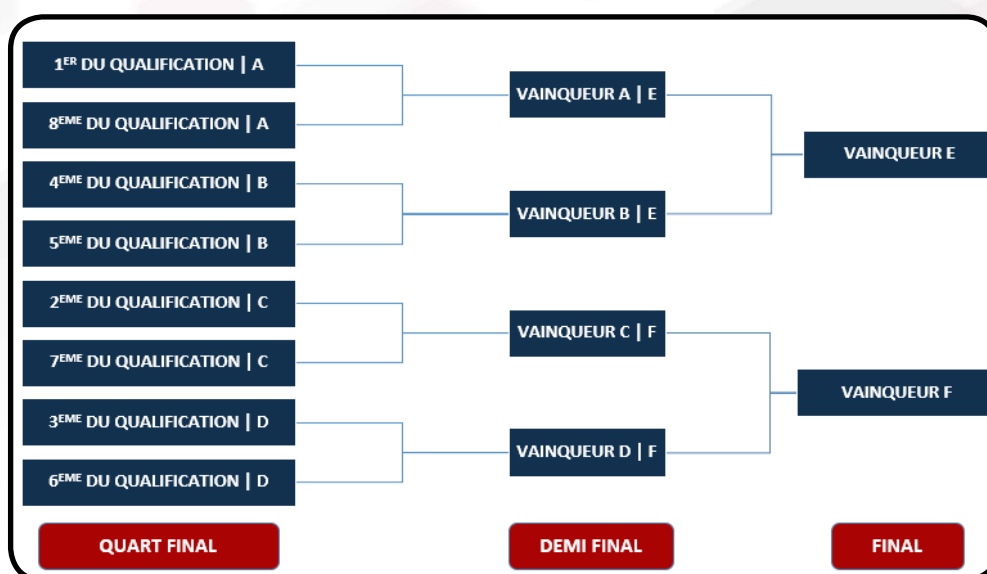 1ER DU QUALIFICATION | A
8EME DU QUALIFICATION | A
4EME DU QUALIFICATION | B
5EME DU QUALIFICATION | B
2EME DU QUALIFICATION | C
7EME DU QUALIFICATION | C
3EME DU QUALIFICATION | D
6EME DU QUALIFICATION | D
QUART FINAL
VAINQUEUR A | E
VAINQUEUR B | E
VAINQUEUR C | F
VAINQUEUR D | F
DEMI FINAL
VAINQUEUR E
VAINQUEUR F
FINAL